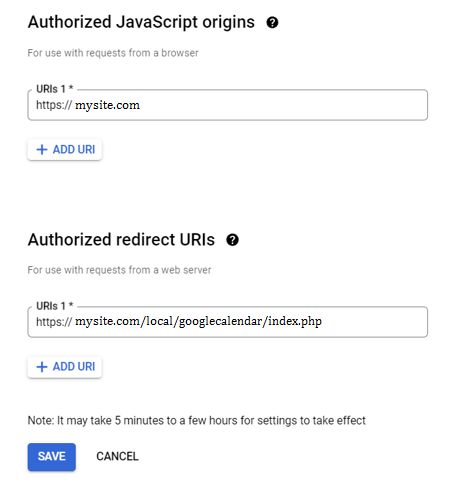 Authorized JavaScript origins
For use with requests from a browser
URIs 1 *
https:// mysite.com
+ ADD URI
Authorized redirect URIs
For use with requests from a web server
URIs 1 *
https:// mysite.com/local/googlecalendar/index.php
+ ADD URI
Note: It may take 5 minutes to a few hours for settings to take effect
SAVE CANCEL